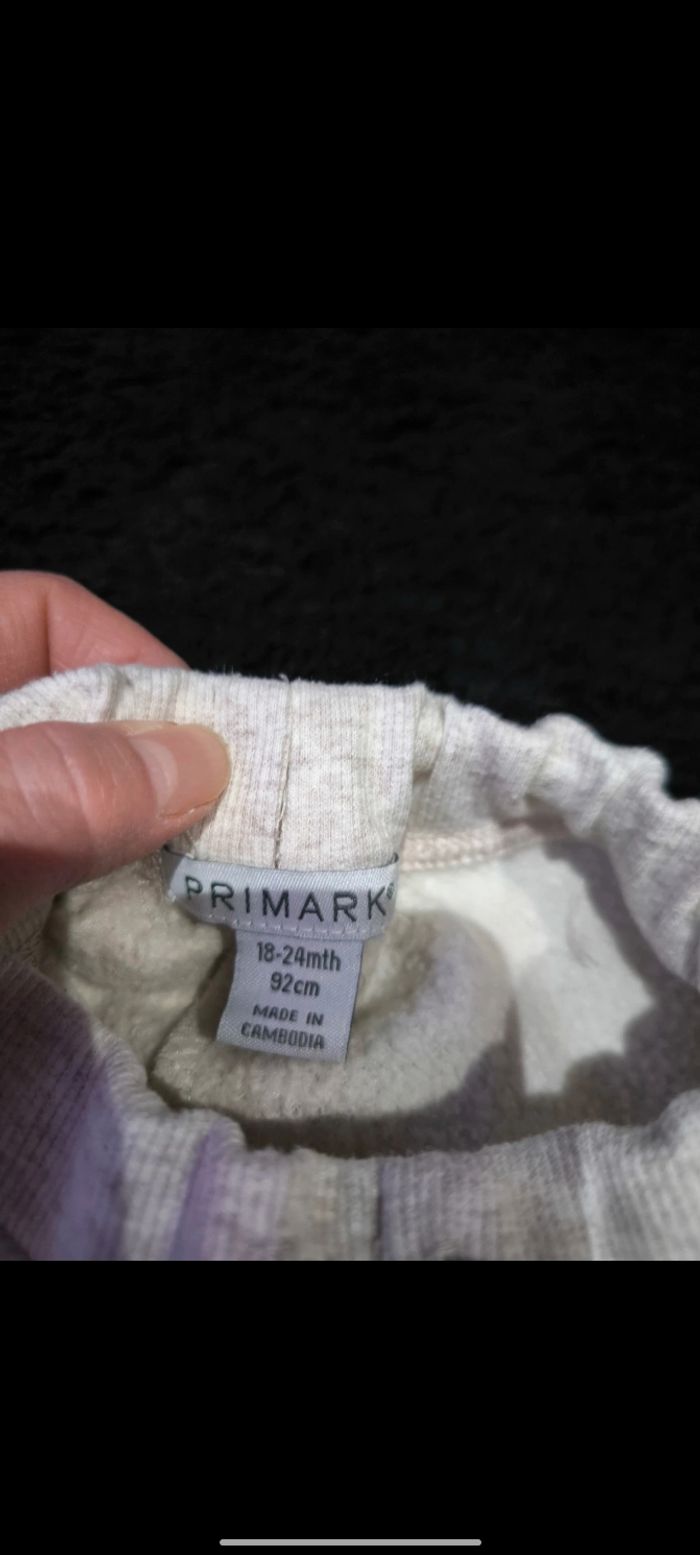 PRIMARK®
18-24mth
92cm
MADE IN
CAMBODIA